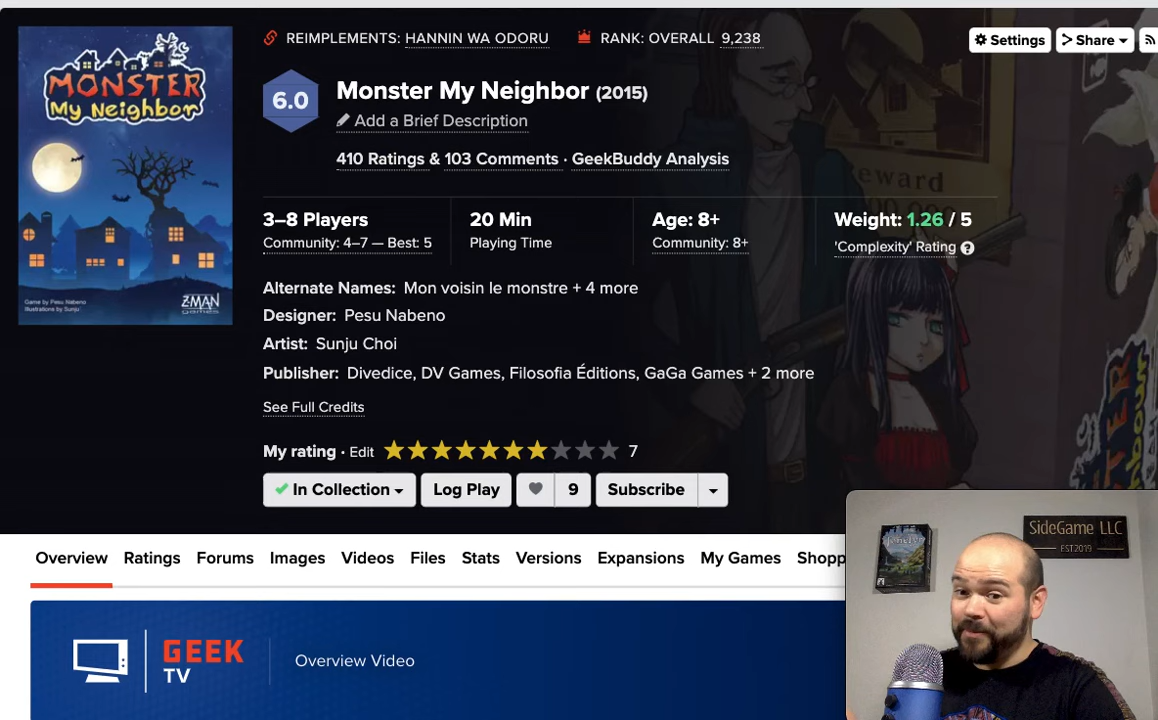 REIMPLEMENTS: HANNIN WA ODORU RANK: OVERALL 9,238
Settings Share
MONSTER
My Neighbor
Game by Pesu Nabeno
Illustrations by Sunju
Z-MAN
GAMES
6.0
Monster My Neighbor (2015)
Add a Brief Description
410 Ratings & 103 Comments · GeekBuddy Analysis
3–8 Players
Community: 4–7 — Best: 5
20 Min
Playing Time
Age: 8+
Community: 8+
Weight: 1.26 / 5
'Complexity' Rating ?
Alternate Names: Mon voisin le monstre + 4 more
Designer: Pesu Nabeno
Artist: Sunju Choi
Publisher: Divedice, DV Games, Filosofia Éditions, GaGa Games + 2 more
See Full Credits
My rating · Edit 7
In Collection Log Play 9 Subscribe
eward
Overview Ratings Forums Images Videos Files Stats Versions Expansions My Games Shopp
GEEK
TV
Overview Video
SideGame LLC
EST.2019